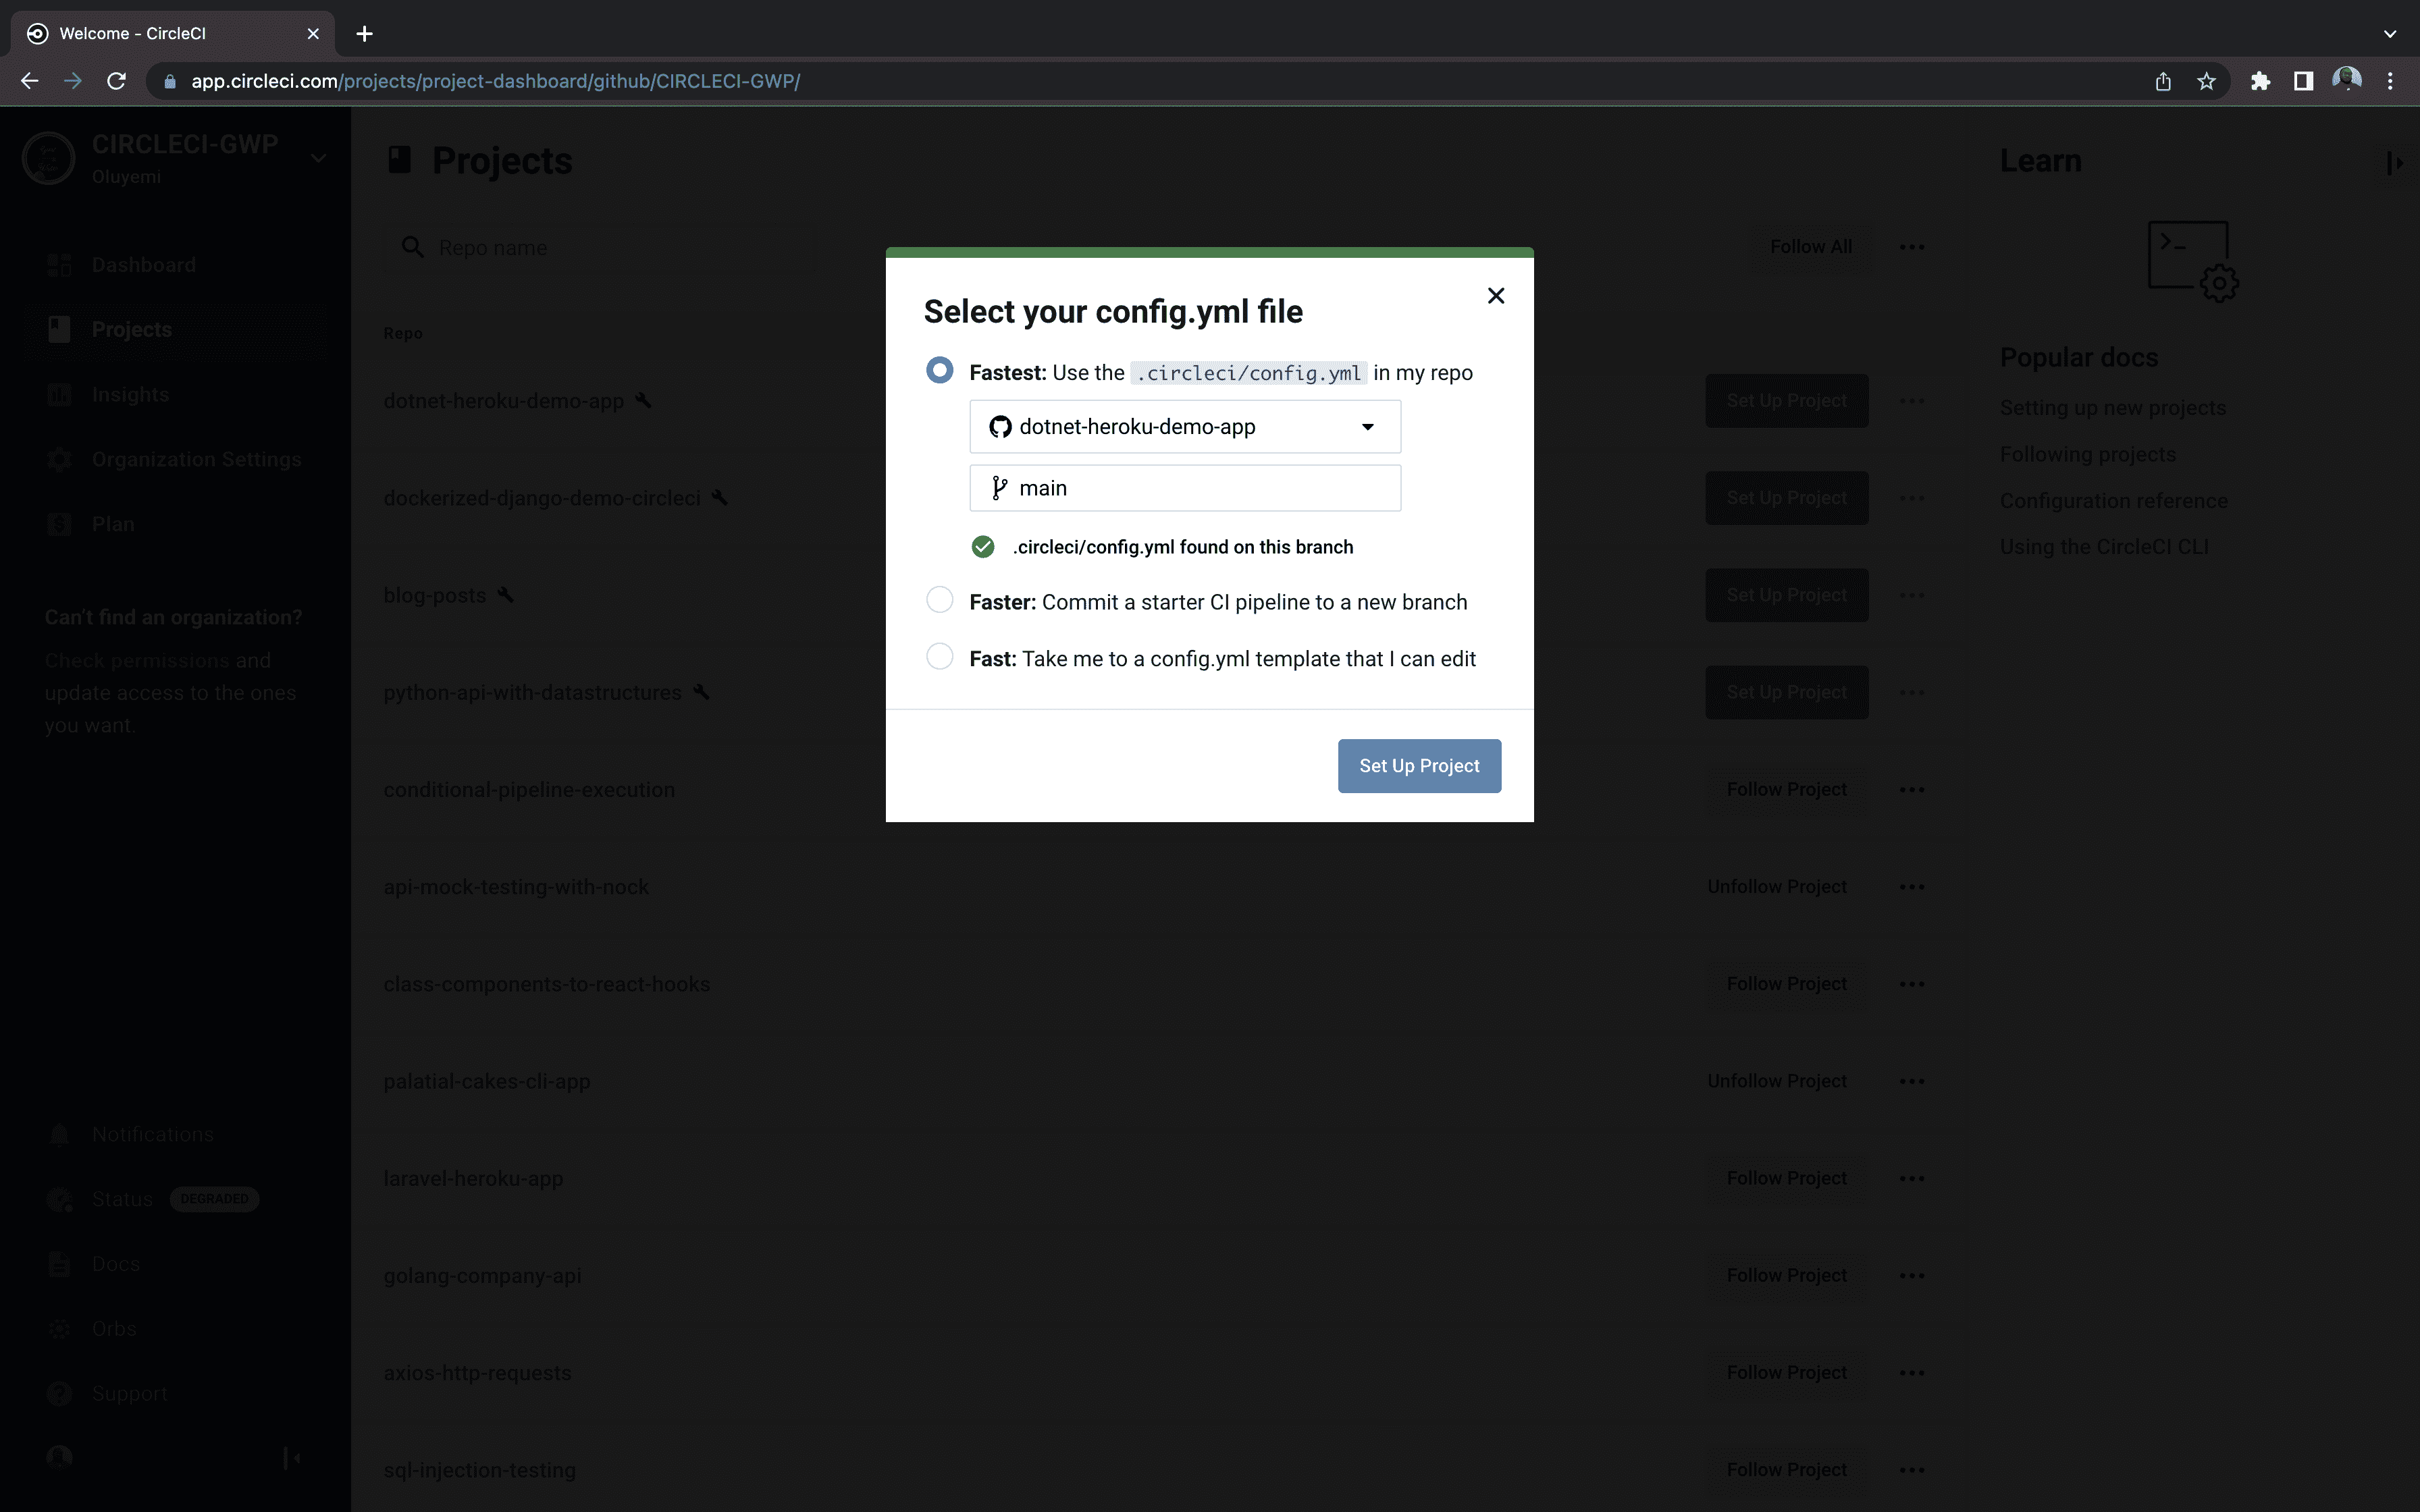 Welcome - CircleCI
app.circleci.com/projects/project-dashboard/github/CIRCLECI-GWP/
CIRCLECI-GWP
Oluyemi
Dashboard
Projects
Insights
Organization Settings
Plan
Can't find an organization?
Check permissions and
update access to the ones
you want.
Notifications
Status DEGRADED
Docs
Orbs
Support
Projects
Repo name
Follow All
Repo
dotnet-heroku-demo-app
Set Up Project
dockerized-django-demo-circleci
Set Up Project
blog-posts
Set Up Project
python-api-with-datastructures
Set Up Project
conditional-pipeline-execution
Follow Project
api-mock-testing-with-nock
Unfollow Project
class-components-to-react-hooks
Follow Project
palatial-cakes-cli-app
Unfollow Project
laravel-heroku-app
Follow Project
golang-company-api
Follow Project
axios-http-requests
Follow Project
sql-injection-testing
Follow Project
Select your config.yml file
Fastest: Use the .circleci/config.yml in my repo
dotnet-heroku-demo-app
main
.circleci/config.yml found on this branch
Faster: Commit a starter CI pipeline to a new branch
Fast: Take me to a config.yml template that I can edit
Set Up Project
Learn
Popular docs
Setting up new projects
Following projects
Configuration reference
Using the CircleCI CLI